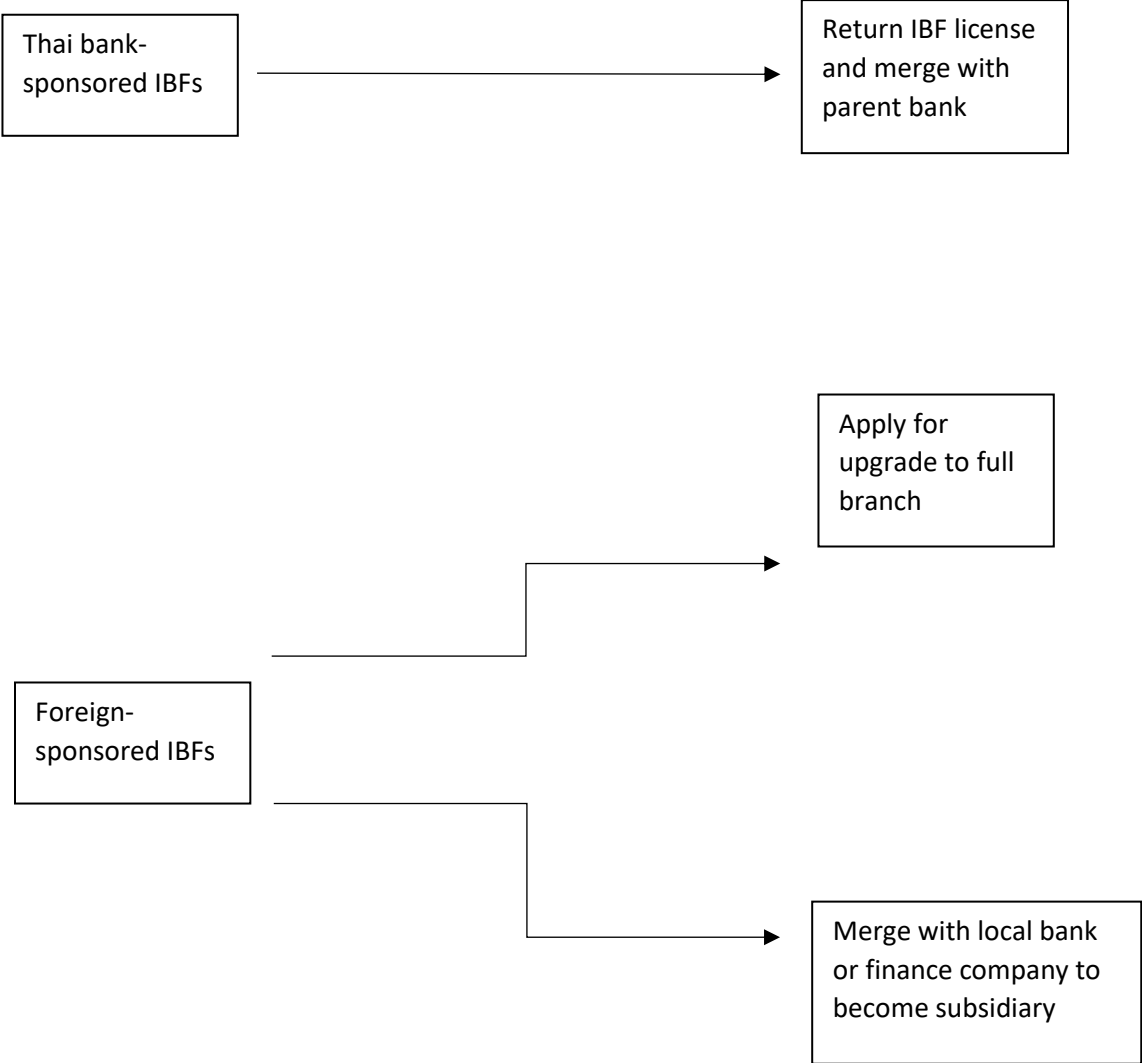 Thai bank-
sponsored IBFs
Return IBF license
and merge with
parent bank
Apply for
upgrade to full
branch
Foreign-
sponsored IBFs
Merge with local bank
or finance company to
become subsidiary